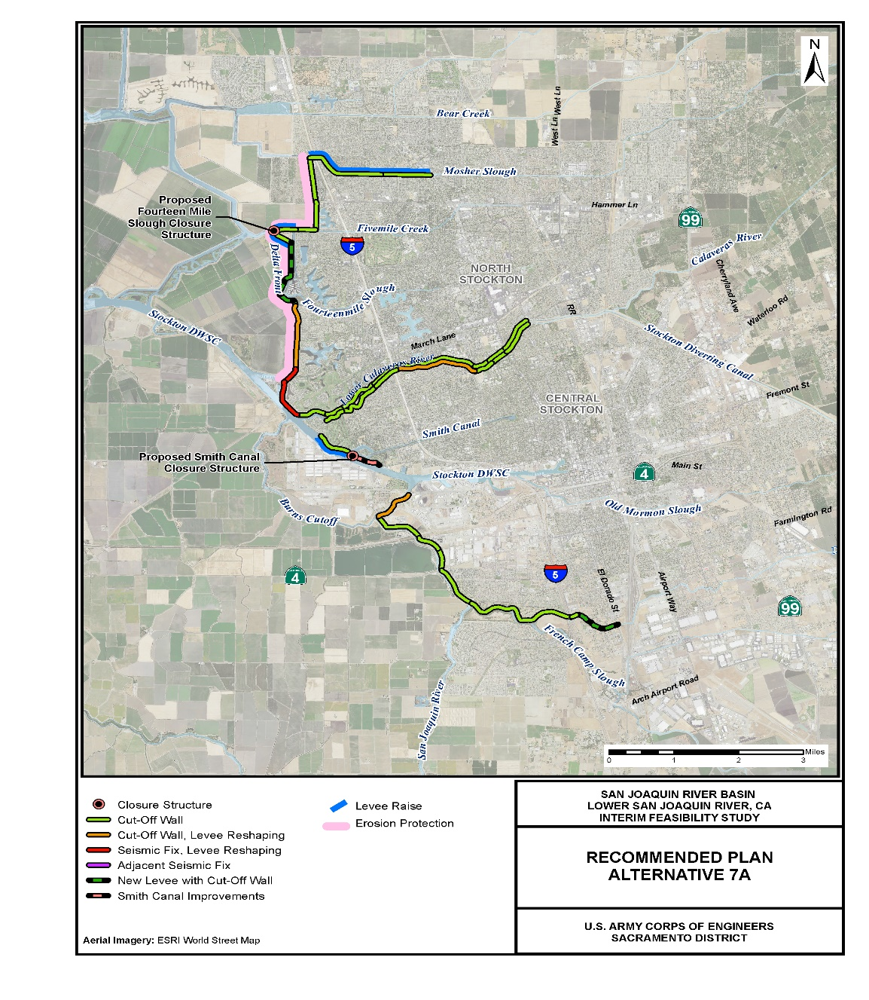 N
West Ln
West Ln
Bear Creek
Mosher Slough
Proposed
Fourteen Mile
Slough Closure
Structure
Hammer Ln
99
Fivemile Creek
5
Calaveras River
Delta Front
NORTH
STOCKTON
Cherryland Ave
Fourteenmile Slough
Waterloo Rd
RR
Stockton DWSC
March Lane
Stockton Diverting Canal
Lower Calaveras River
Fremont St
CENTRAL
STOCKTON
Smith Canal
Proposed Smith Canal
Closure Structure
Stockton DWSC
4
Main St
Burns Cutoff
Old Mormon Slough
Farmington Rd
4
5
El Dorado St
Airport Way
99
French Camp Slough
Arch Airport Road
San Joaquin River
Miles
0 1 2 3
Closure Structure
Cut-Off Wall
Cut-Off Wall, Levee Reshaping
Seismic Fix, Levee Reshaping
Adjacent Seismic Fix
New Levee with Cut-Off Wall
Smith Canal Improvements
Levee Raise
Erosion Protection
Aerial Imagery: ESRI World Street Map
SAN JOAQUIN RIVER BASIN
LOWER SAN JOAQUIN RIVER, CA
INTERIM FEASIBILITY STUDY
RECOMMENDED PLAN
ALTERNATIVE 7A
U.S. ARMY CORPS OF ENGINEERS
SACRAMENTO DISTRICT